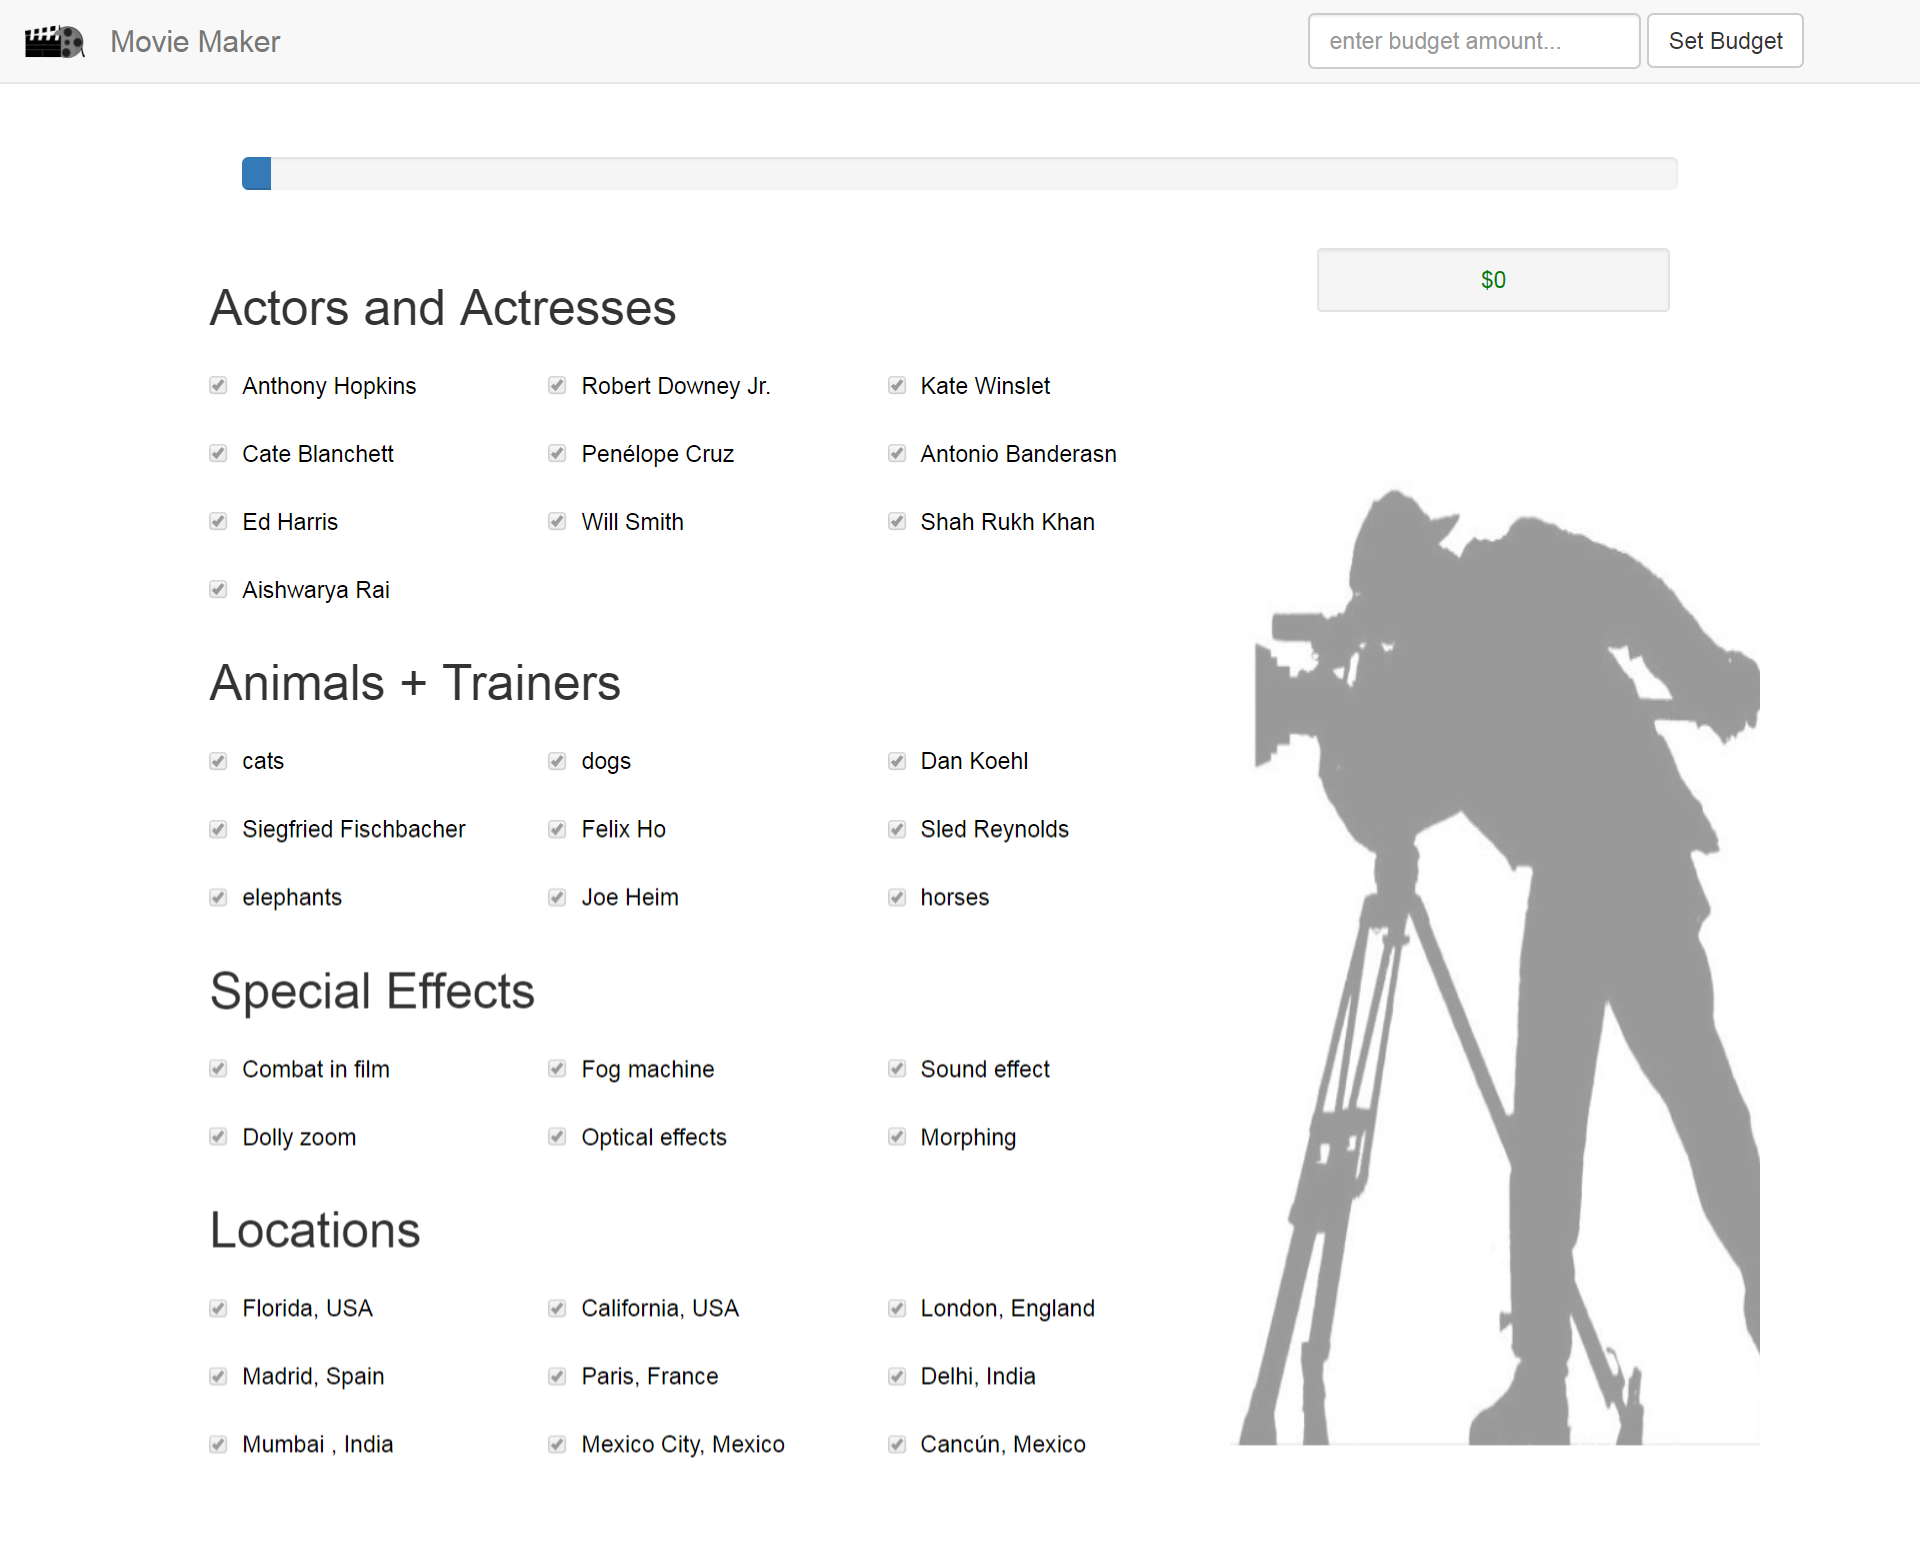 Movie Maker
enter budget amount...
Set Budget
$0
Actors and Actresses
Anthony Hopkins
Robert Downey Jr.
Kate Winslet
Cate Blanchett
Penélope Cruz
Antonio Banderasn
Ed Harris
Will Smith
Shah Rukh Khan
Aishwarya Rai
Animals + Trainers
cats
dogs
Dan Koehl
Siegfried Fischbacher
Felix Ho
Sled Reynolds
elephants
Joe Heim
horses
Special Effects
Combat in film
Fog machine
Sound effect
Dolly zoom
Optical effects
Morphing
Locations
Florida, USA
California, USA
London, England
Madrid, Spain
Paris, France
Delhi, India
Mumbai , India
Mexico City, Mexico
Cancún, Mexico